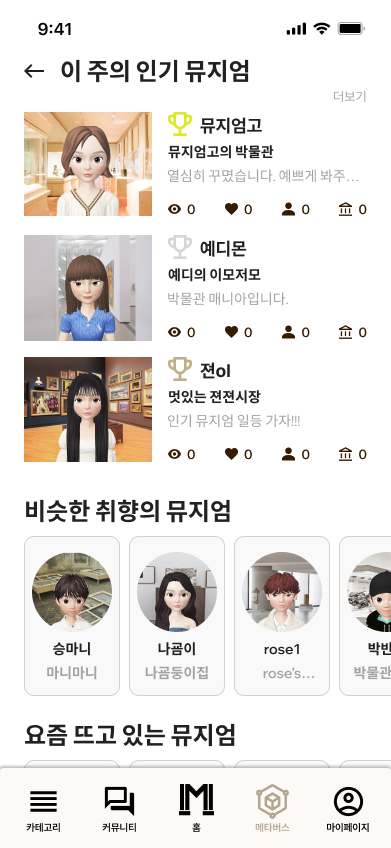 9:41
이 주의 인기 뮤지엄
더보기
뮤지엄고
뮤지엄고의 박물관
열심히 꾸몄습니다. 예쁘게 봐주...
0 0 0 0
예디몬
예디의 이모저모
박물관 매니아입니다.
0 0 0 0
젼이
멋있는 젼젼시장
인기 뮤지엄 일등 가자!!!
0 0 0 0
비슷한 취향의 뮤지엄
승마니 나꼼이 rose1 박빈
마니마니 나꼼둥이집 rose's... 박물관
요즘 뜨고 있는 뮤지엄
카테고리 커뮤니티 홈 메타버스 마이페이지